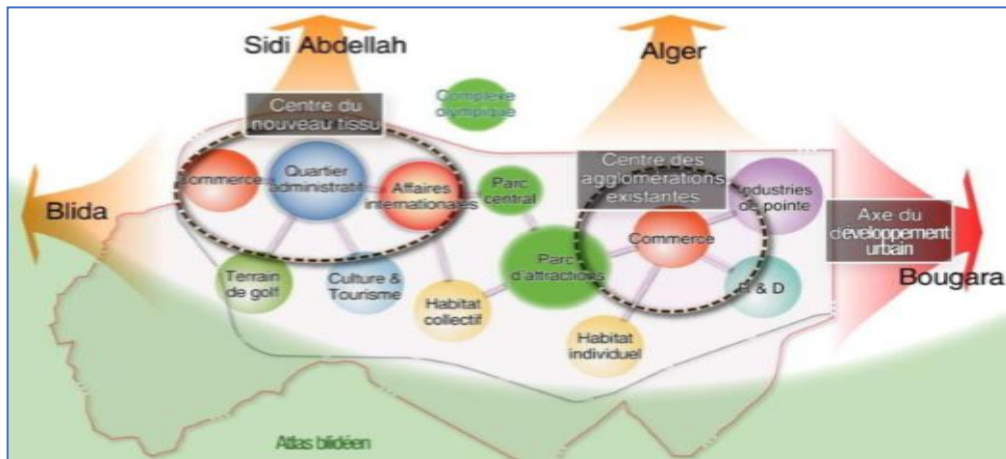 Sidi Abdellah
Alger
Complexe
olympique
Centre du
nouveau tissu
Centre des
agglomérations
existantes
Commerce
Quartier
administratif
Affaires
internationales
Parc
central
Industries
de pointe
Blida
Axe du
développement
urbain
Commerce
Parc
d'attractions
Bougara
Terrain
de golf
Culture &
Tourisme
Habitat
collectif
R & D
Habitat
individuel
Atlas blidéen